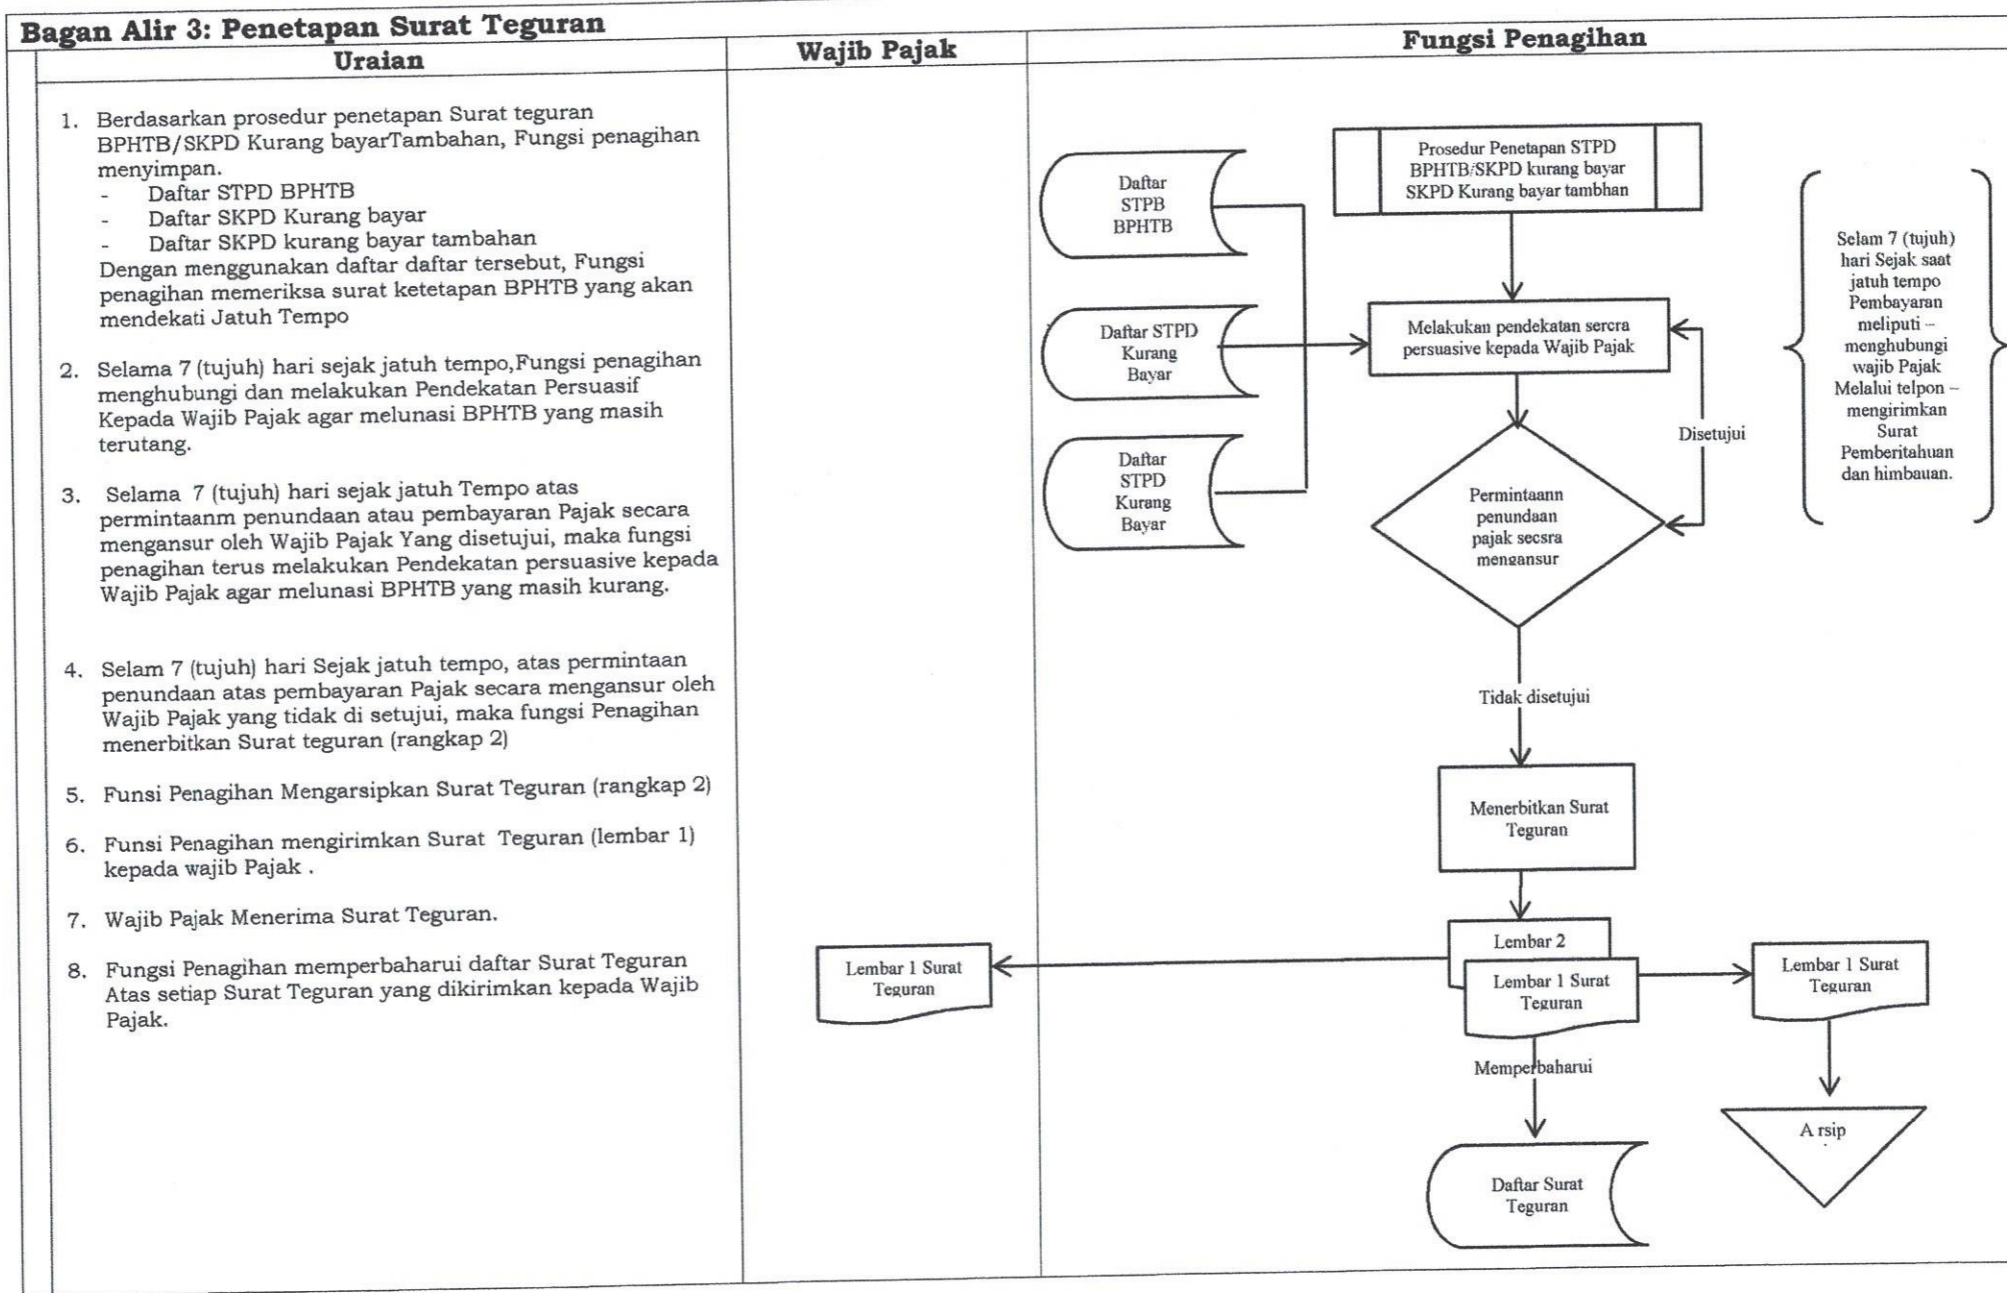 Bagan Alir 3: Penetapan Surat Teguran
Uraian
Wajib Pajak
Fungsi Penagihan
1. Berdasarkan prosedur penetapan Surat teguran
BPHTB/SKPD Kurang bayarTambahan, Fungsi penagihan
menyimpan.
- Daftar STPD BPHTB
- Daftar SKPD Kurang bayar
- Daftar SKPD kurang bayar tambahan
Dengan menggunakan daftar daftar tersebut, Fungsi
penagihan memeriksa surat ketetapan BPHTB yang akan
mendekati Jatuh Tempo
2. Selama 7 (tujuh) hari sejak jatuh tempo,Fungsi penagihan
menghubungi dan melakukan Pendekatan Persuasif
Kepada Wajib Pajak agar melunasi BPHTB yang masih
terutang.
3. Selama 7 (tujuh) hari sejak jatuh Tempo atas
permintaanm penundaan atau pembayaran Pajak secara
mengansur oleh Wajib Pajak Yang disetujui, maka fungsi
penagihan terus melakukan Pendekatan persuasive kepada
Wajib Pajak agar melunasi BPHTB yang masih kurang.
4. Selam 7 (tujuh) hari Sejak jatuh tempo, atas permintaan
penundaan atas pembayaran Pajak secara mengansur oleh
Wajib Pajak yang tidak di setujui, maka fungsi Penagihan
menerbitkan Surat teguran (rangkap 2)
5. Funsi Penagihan Mengarsipkan Surat Teguran (rangkap 2)
6. Funsi Penagihan mengirimkan Surat Teguran (lembar 1)
kepada wajib Pajak .
7. Wajib Pajak Menerima Surat Teguran.
8. Fungsi Penagihan memperbaharui daftar Surat Teguran
Atas setiap Surat Teguran yang dikirimkan kepada Wajib
Pajak.
Prosedur Penetapan STPD
BPHTB/SKPD kurang bayar
SKPD Kurang bayar tambhan
Daftar
STPB
BPHTB
Daftar STPD
Kurang
Bayar
Daftar
STPD
Kurang
Bayar
Melakukan pendekatan sercra
persuasive kepada Wajib Pajak
Disetujui
Permintaann
penundaan
pajak secsra
mengansur
Selam 7 (tujuh)
hari Sejak saat
jatuh tempo
Pembayaran
meliputi –
menghubungi
wajib Pajak
Melalui telpon –
mengirimkan
Surat
Pemberitahuan
dan himbauan.
Tidak disetujui
Menerbitkan Surat
Teguran
Lembar 2
Lembar 1 Surat
Teguran
Lembar 1 Surat
Teguran
Lembar 1 Surat
Teguran
Memperbaharui
A rsip
Daftar Surat
Teguran